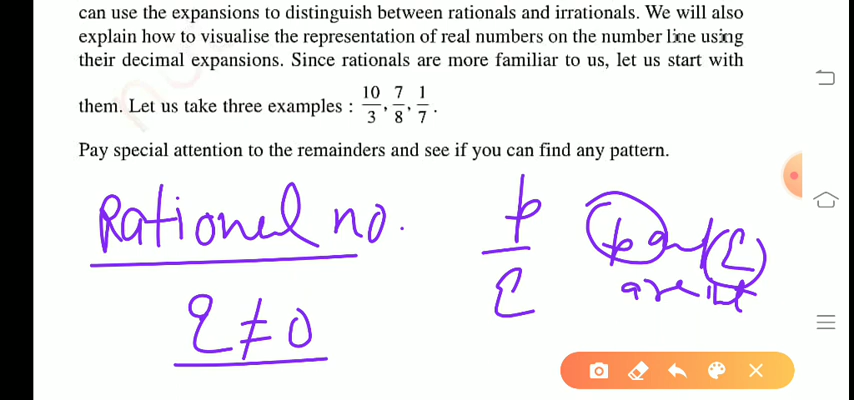 can use the expansions to distinguish between rationals and irrationals. We will also
explain how to visualise the representation of real numbers on the number line using
their decimal expansions. Since rationals are more familiar to us, let us start with
them. Let us take three examples : 10/3, 7/8, 1/7.
Pay special attention to the remainders and see if you can find any pattern.
Rational no. p/q p and q
are int
q ≠ 0